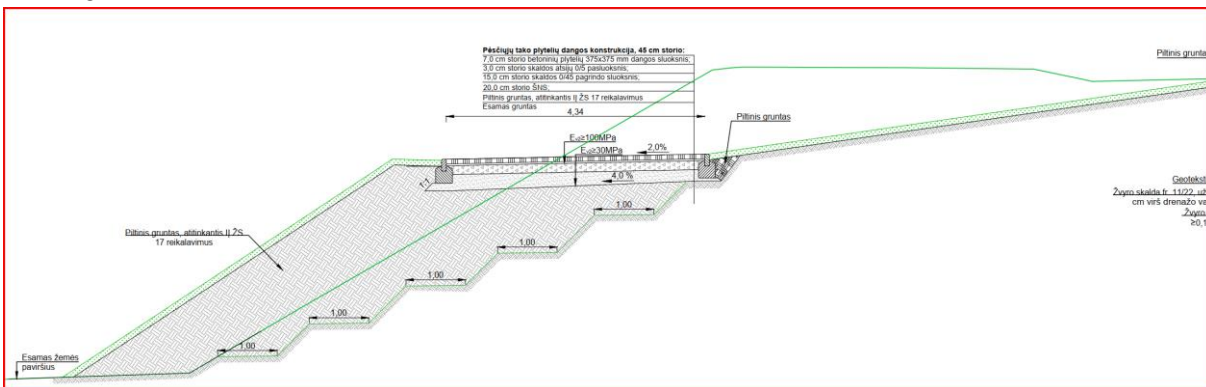 Pėsčiųjų tako plytelių dangos konstrukcija, 45 cm storio:
7,0 cm storio betoninių plytelių 375x375 mm dangos sluoksnis;
3,0 cm storio skaldos atsijų 0/5 pasluoksnis;
15,0 cm storio skaldos 0/45 pagrindo sluoksnis;
20,0 cm storio ŠNS;
Piltinis gruntas, atitinkantis IĮ ŽS 17 reikalavimus
Esamas gruntas
4,34
Piltinis grunta
Piltinis gruntas
Eᵥ₂≥100MPa
Eᵥ₂≥30MPa
2,0%
4,0 %
1:1
Geotekst
Žvyro skalda fr. 11/22, už
cm virš drenažo va
Žvyro
≥0,1
Piltinis gruntas, atitinkantis IĮ ŽS
17 reikalavimus
1,00
1,00
1,00
1,00
1,00
Esamas žemės
paviršius